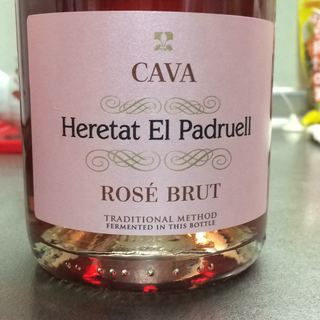 CAVA
Heretat El Padruell
ROSÉ BRUT
TRADITIONAL METHOD
FERMENTED IN THIS BOTTLE